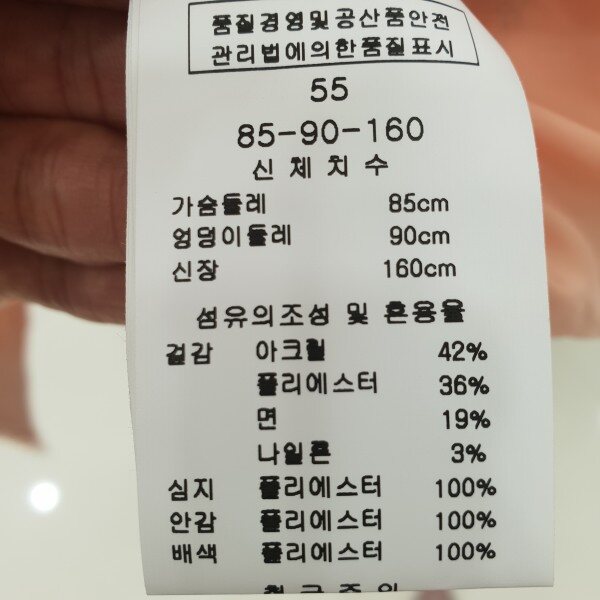 품질경영및공산품안전
관리법에의한품질표시
55
85-90-160
신체치수
가슴둘레 85cm
엉덩이둘레 90cm
신장 160cm
섬유의조성 및 혼용율
겉감 아크릴 42%
폴리에스터 36%
면 19%
나일론 3%
심지 폴리에스터 100%
안감 폴리에스터 100%
배색 폴리에스터 100%